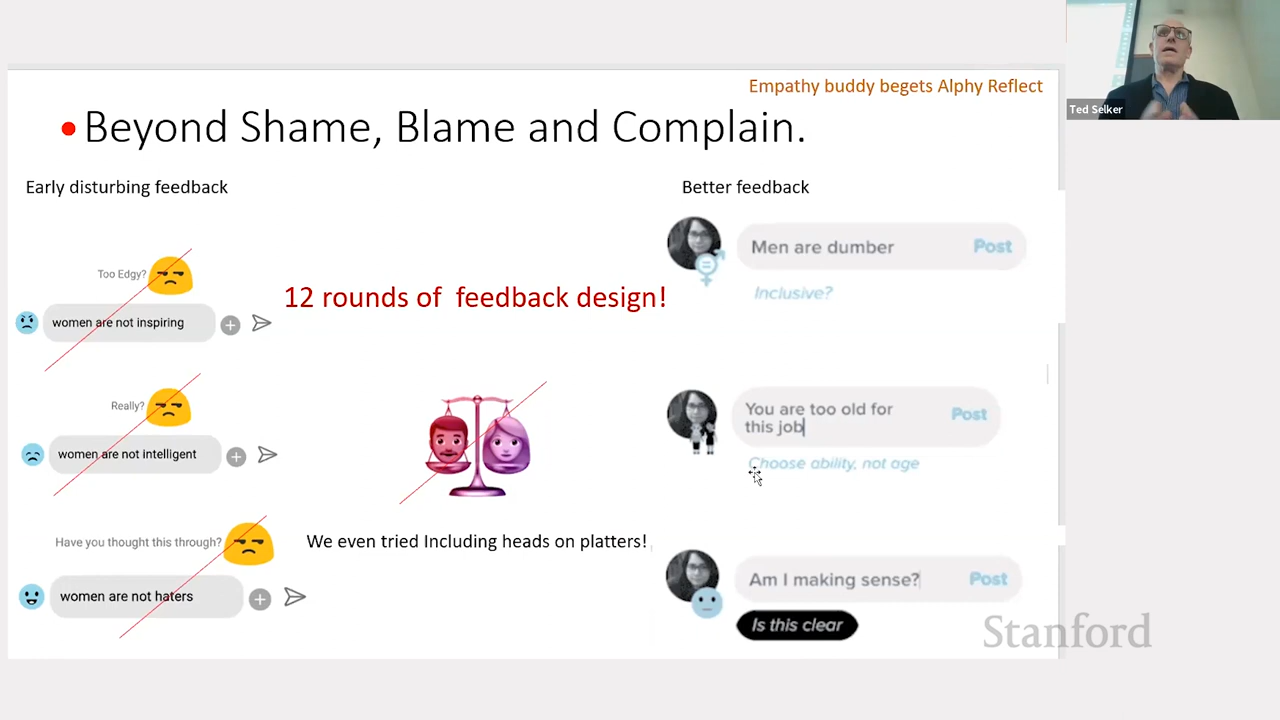 Empathy buddy begets Alphy Reflect
Ted Selker
• Beyond Shame, Blame and Complain.
Early disturbing feedback
Better feedback
Too Edgy?
women are not inspiring
12 rounds of feedback design!
Men are dumber
Post
Inclusive?
Really?
women are not intelligent
You are too old for
this job
Post
Choose ability, not age
Have you thought this through?
women are not haters
We even tried Including heads on platters!
Am I making sense?
Post
Is this clear
Stanford